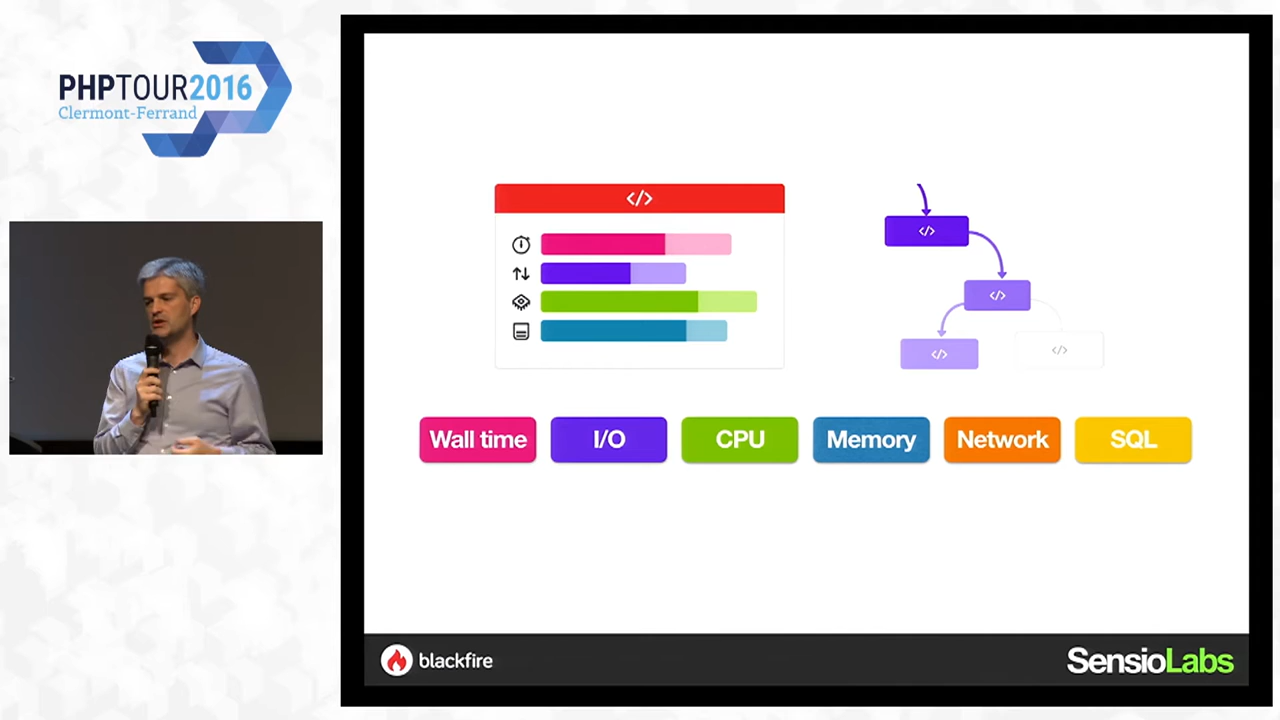 PHPTOUR2016
Clermont-Ferrand
</>
</>
</>
</>
</>
Wall time
I/O
CPU
Memory
Network
SQL
blackfire
SensioLabs